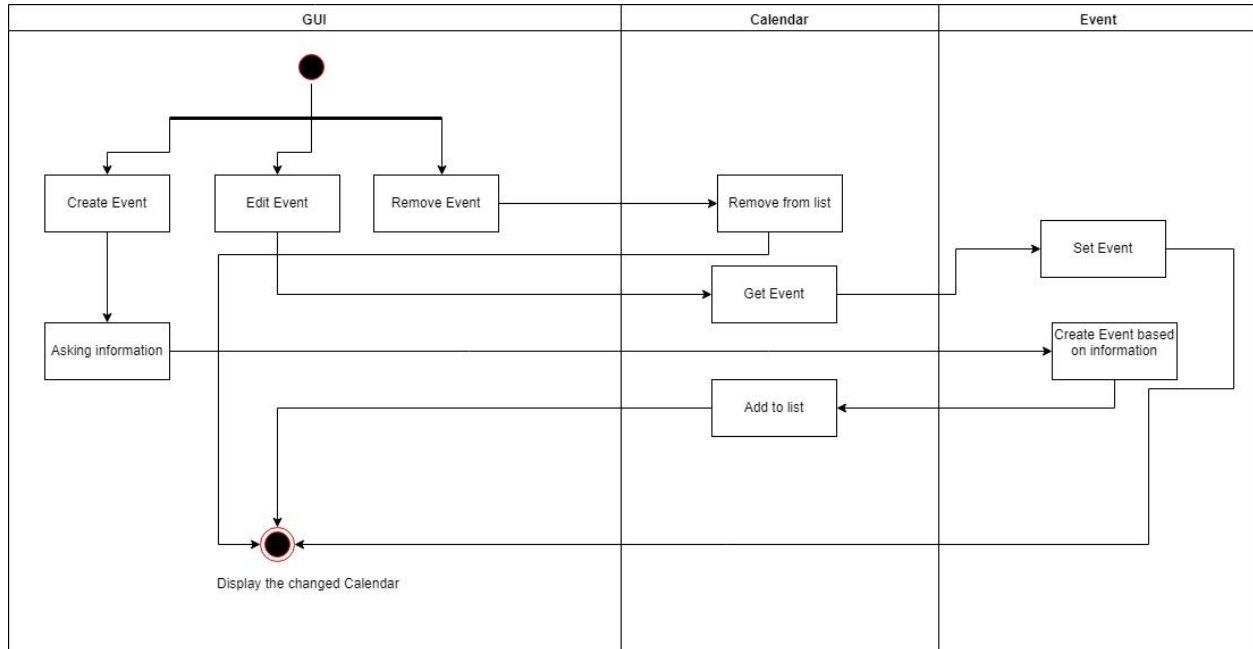 GUI
Calendar
Event
Create Event
Edit Event
Remove Event
Remove from list
Set Event
Get Event
Asking information
Create Event based
on information
Add to list
Display the changed Calendar